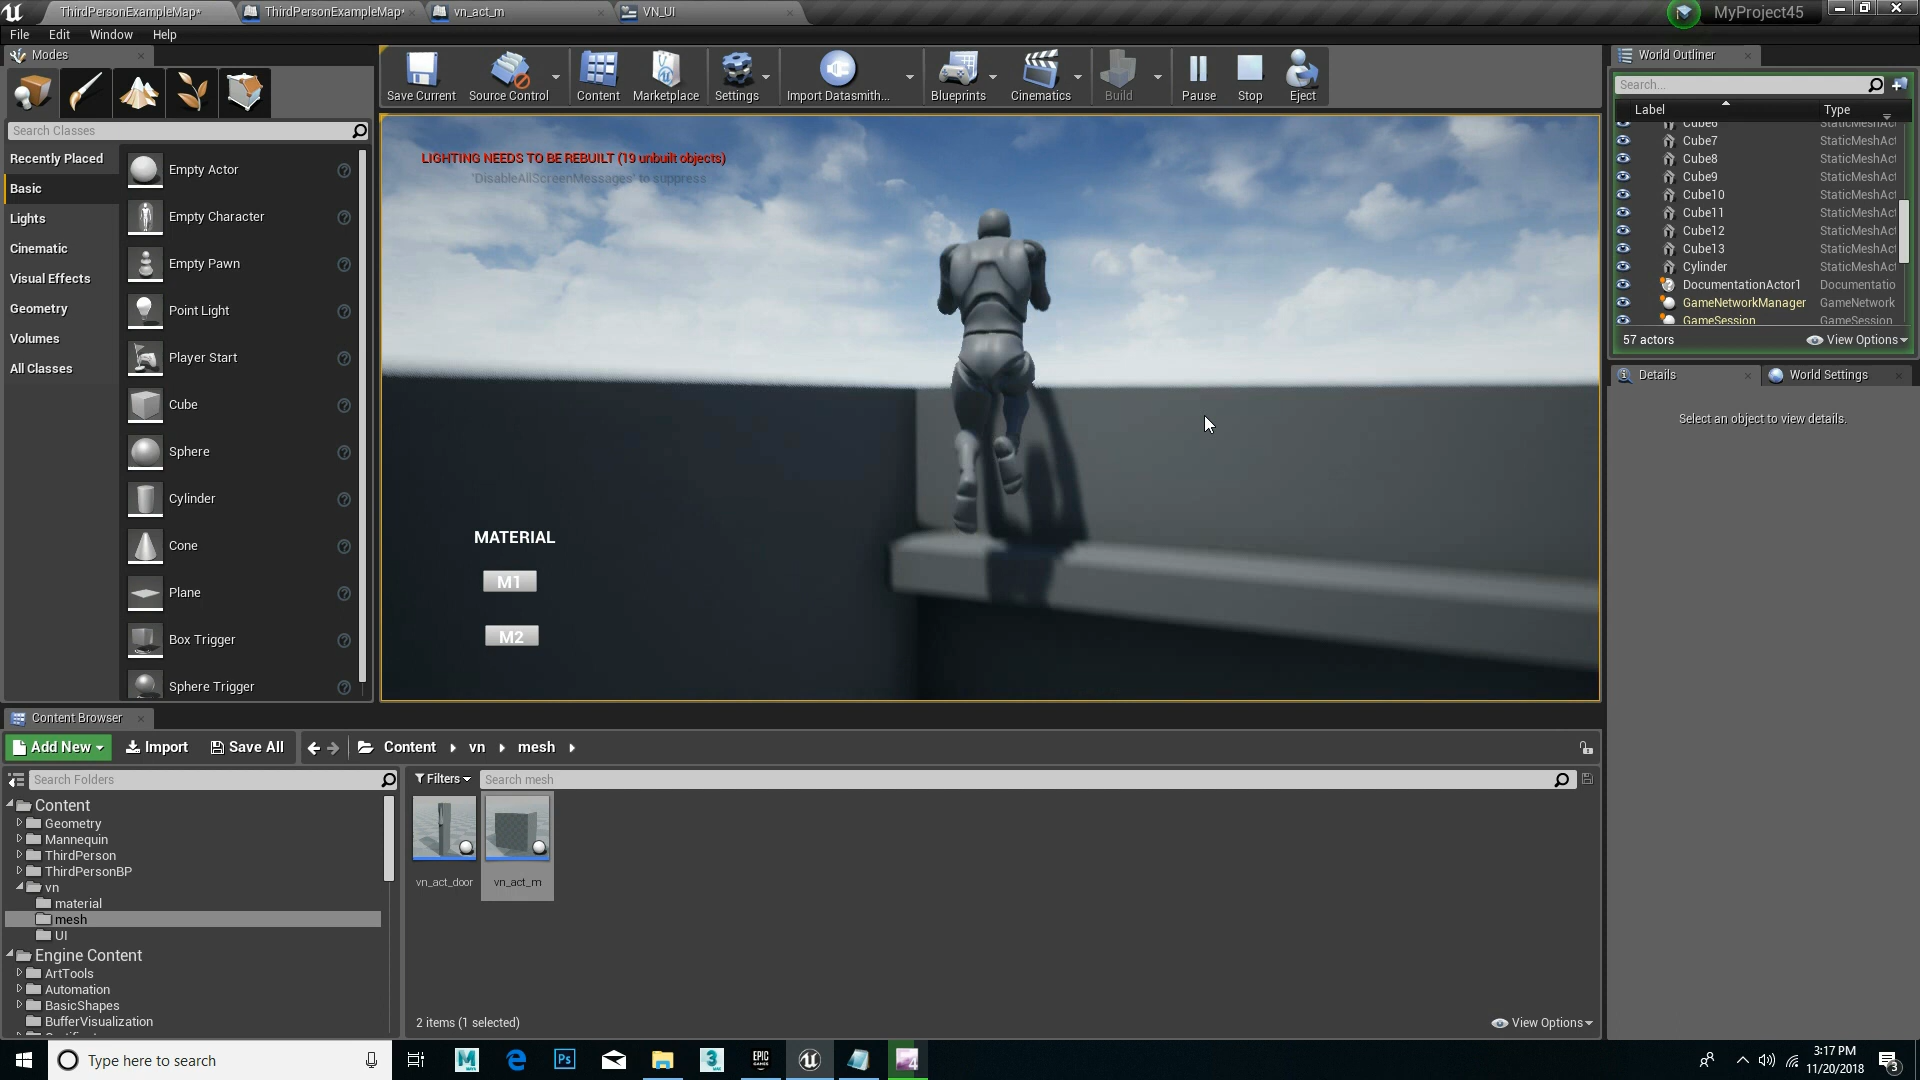 ThirdPersonExampleMap*
ThirdPersonExampleMap*
vn_act_m
VN_UI
MyProject45
File
Edit
Window
Help
Modes
Save Current
Source Control
Content
Marketplace
Settings
Import Datasmith...
Blueprints
Cinematics
Build
Pause
Stop
Eject
World Outliner
Search...
Label
Type
Search Classes
Recently Placed
Basic
Lights
Cinematic
Visual Effects
Geometry
Volumes
All Classes
Empty Actor
Empty Character
Empty Pawn
Point Light
Player Start
Cube
Sphere
Cylinder
Cone
Plane
Box Trigger
Sphere Trigger
LIGHTING NEEDS TO BE REBUILT (19 unbuilt objects)
'DisableAllScreenMessages' to suppress
MATERIAL
M1
M2
Cube6 StaticMeshAct
Cube7 StaticMeshAct
Cube8 StaticMeshAct
Cube9 StaticMeshAct
Cube10 StaticMeshAct
Cube11 StaticMeshAct
Cube12 StaticMeshAct
Cube13 StaticMeshAct
Cylinder StaticMeshAct
DocumentationActor1 Documentatio
GameNetworkManager GameNetwork
GameSession GameSession
57 actors
View Options
Details
World Settings
Select an object to view details.
Content Browser
Add New
Import
Save All
Content
vn
mesh
Search Folders
Filters
Search mesh
Content
Geometry
Mannequin
ThirdPerson
ThirdPersonBP
vn
material
mesh
UI
Engine Content
ArtTools
Automation
BasicShapes
BufferVisualization
vn_act_door
vn_act_m
2 items (1 selected)
View Options
Type here to search
3:17 PM
11/20/2018
3